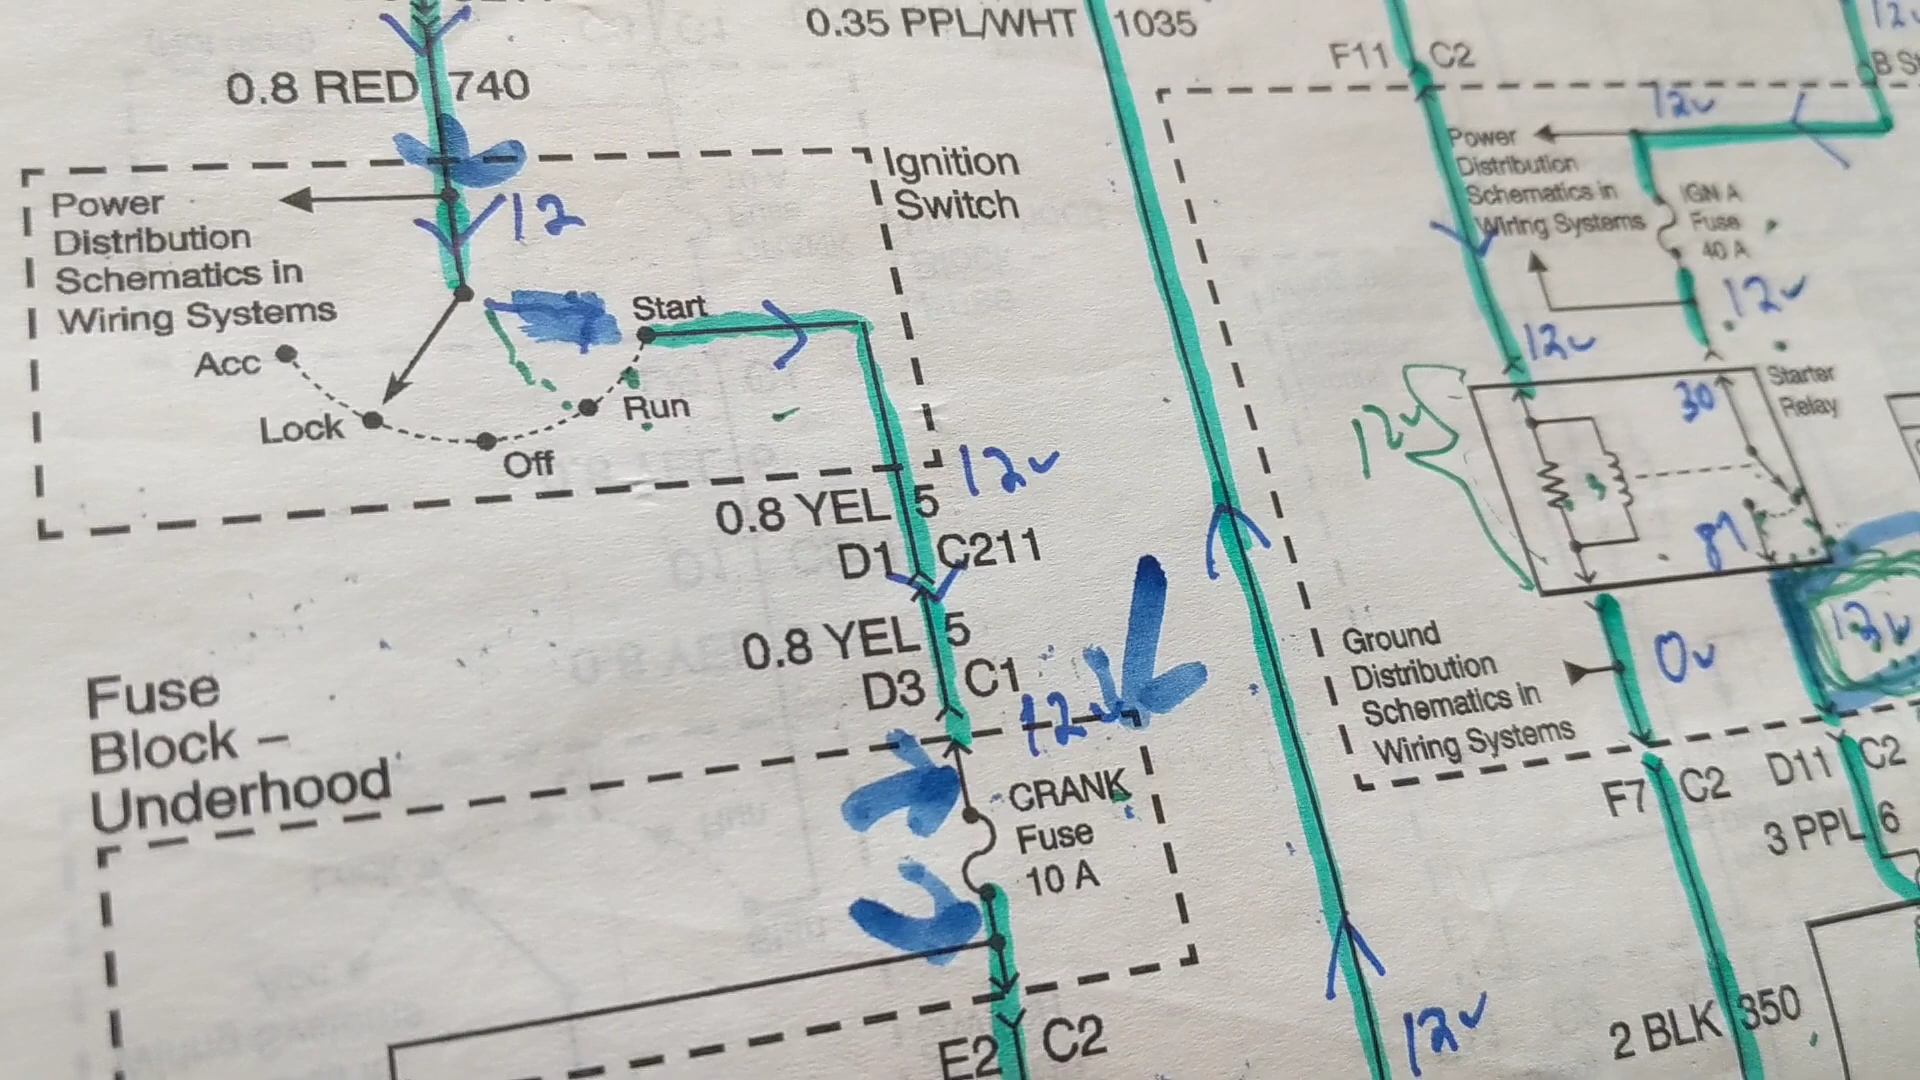 0.35 PPL/WHT 1035
0.8 RED 740
F11 C2
12v
Ignition
Switch
Power
Distribution
Schematics in
Wiring Systems
12
Acc
Lock
Off
Run
Start
12v
0.8 YEL 5
D1 C211
0.8 YEL 5
D3 C1
12v
Fuse
Block –
Underhood
CRANK
Fuse
10 A
E2 C2
12v
Power
Distribution
Schematics in
Wiring Systems
IGN A
Fuse
40 A
12v
12v
12v
30
Starter
Relay
87
Ground
Distribution
Schematics in
Wiring Systems
0v
F7 C2
D11 C2
3 PPL 6
2 BLK 350